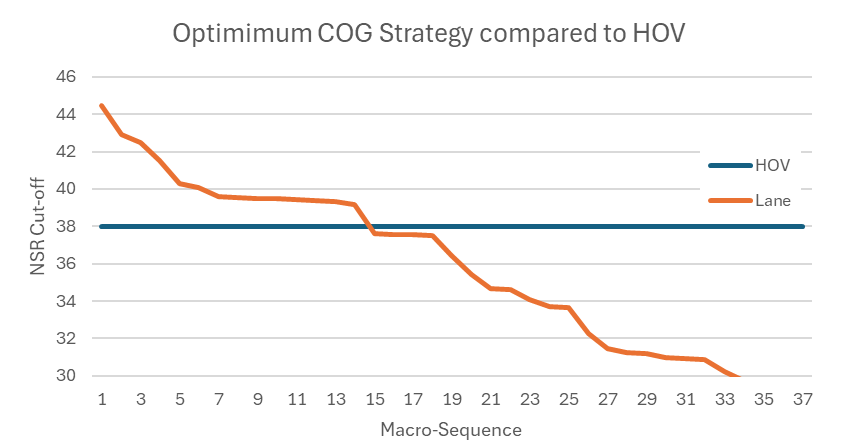 Optimimum COG Strategy compared to HOV
46
44
42
40
38
36
34
32
30
NSR Cut-off
HOV
Lane
1 3 5 7 9 11 13 15 17 19 21 23 25 27 29 31 33 35 37
Macro-Sequence